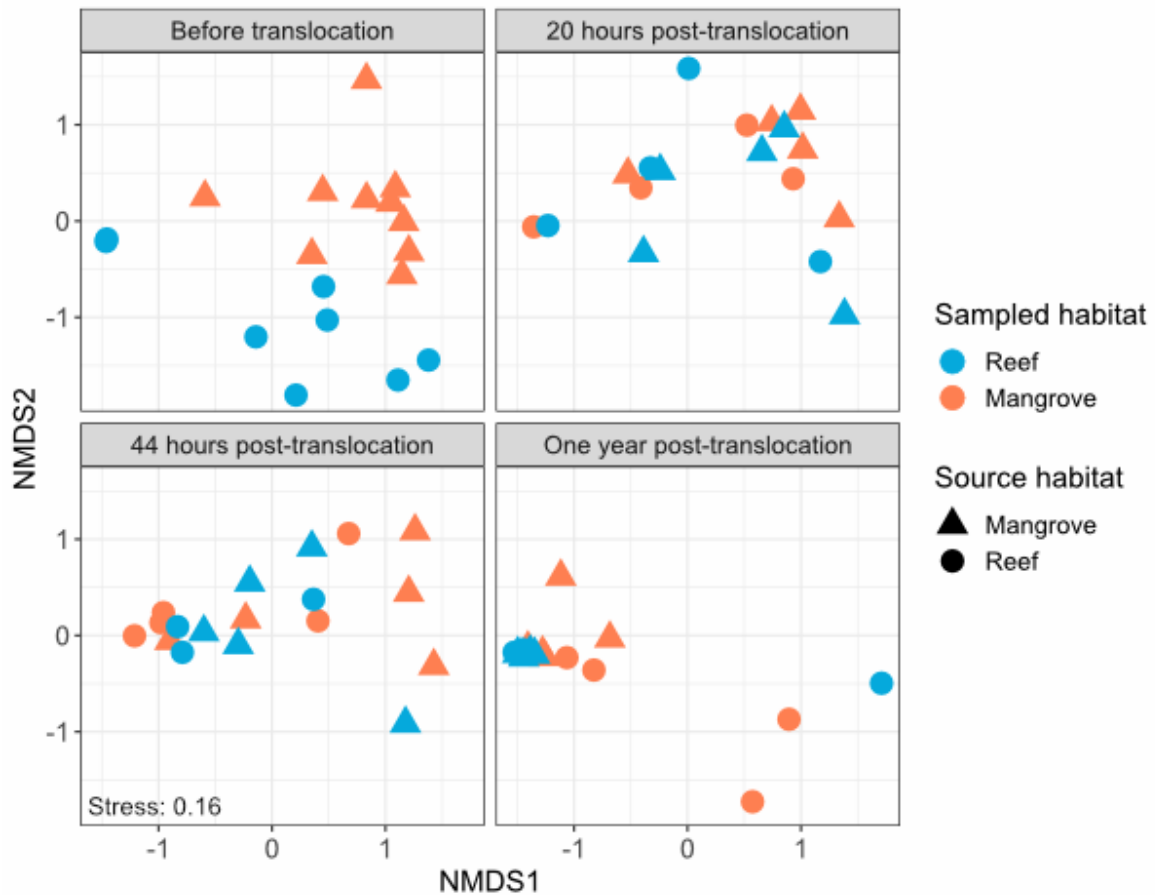 Before translocation
20 hours post-translocation
1
0
-1
44 hours post-translocation
One year post-translocation
1
0
-1
Stress: 0.16
-1 0 1
-1 0 1
NMDS1
NMDS2
Sampled habitat
Reef
Mangrove
Source habitat
Mangrove
Reef